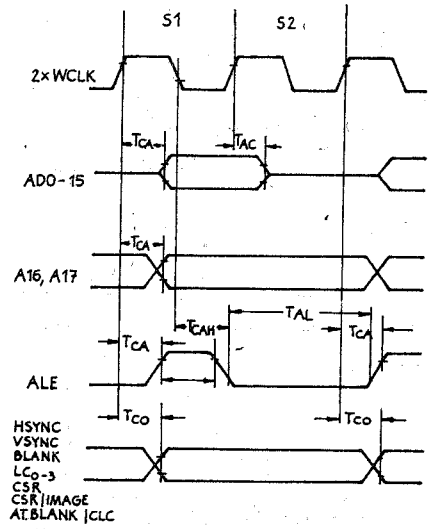 S1 S2
2×WCLK
TCA TAC
AD0-15
TCA
A16, A17
TCAH TAL
TCA TCA
ALE
TCO TCO
HSYNC
VSYNC
BLANK
LC0-3
CSR
CSR/IMAGE
AT.BLANK/CLC